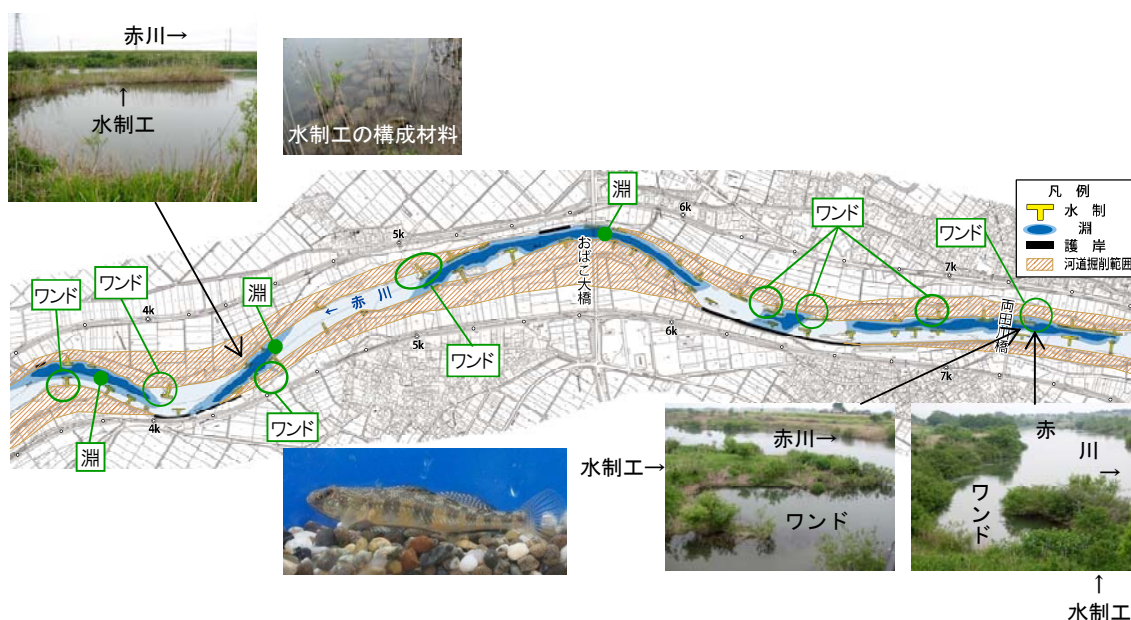 赤川→
↑
水制工
水制工の構成材料
凡 例
水 制
淵
護 岸
河道掘削範囲
淵
ワンド
ワンド
6k
5k
7k
ワンド
ワンド
淵
4k
おばこ大橋
← 赤 川
両田川橋
5k
ワンド
6k
7k
淵
4k
ワンド
水制工→
赤川→
ワンド
赤川
→
ワンド
↑
水制工